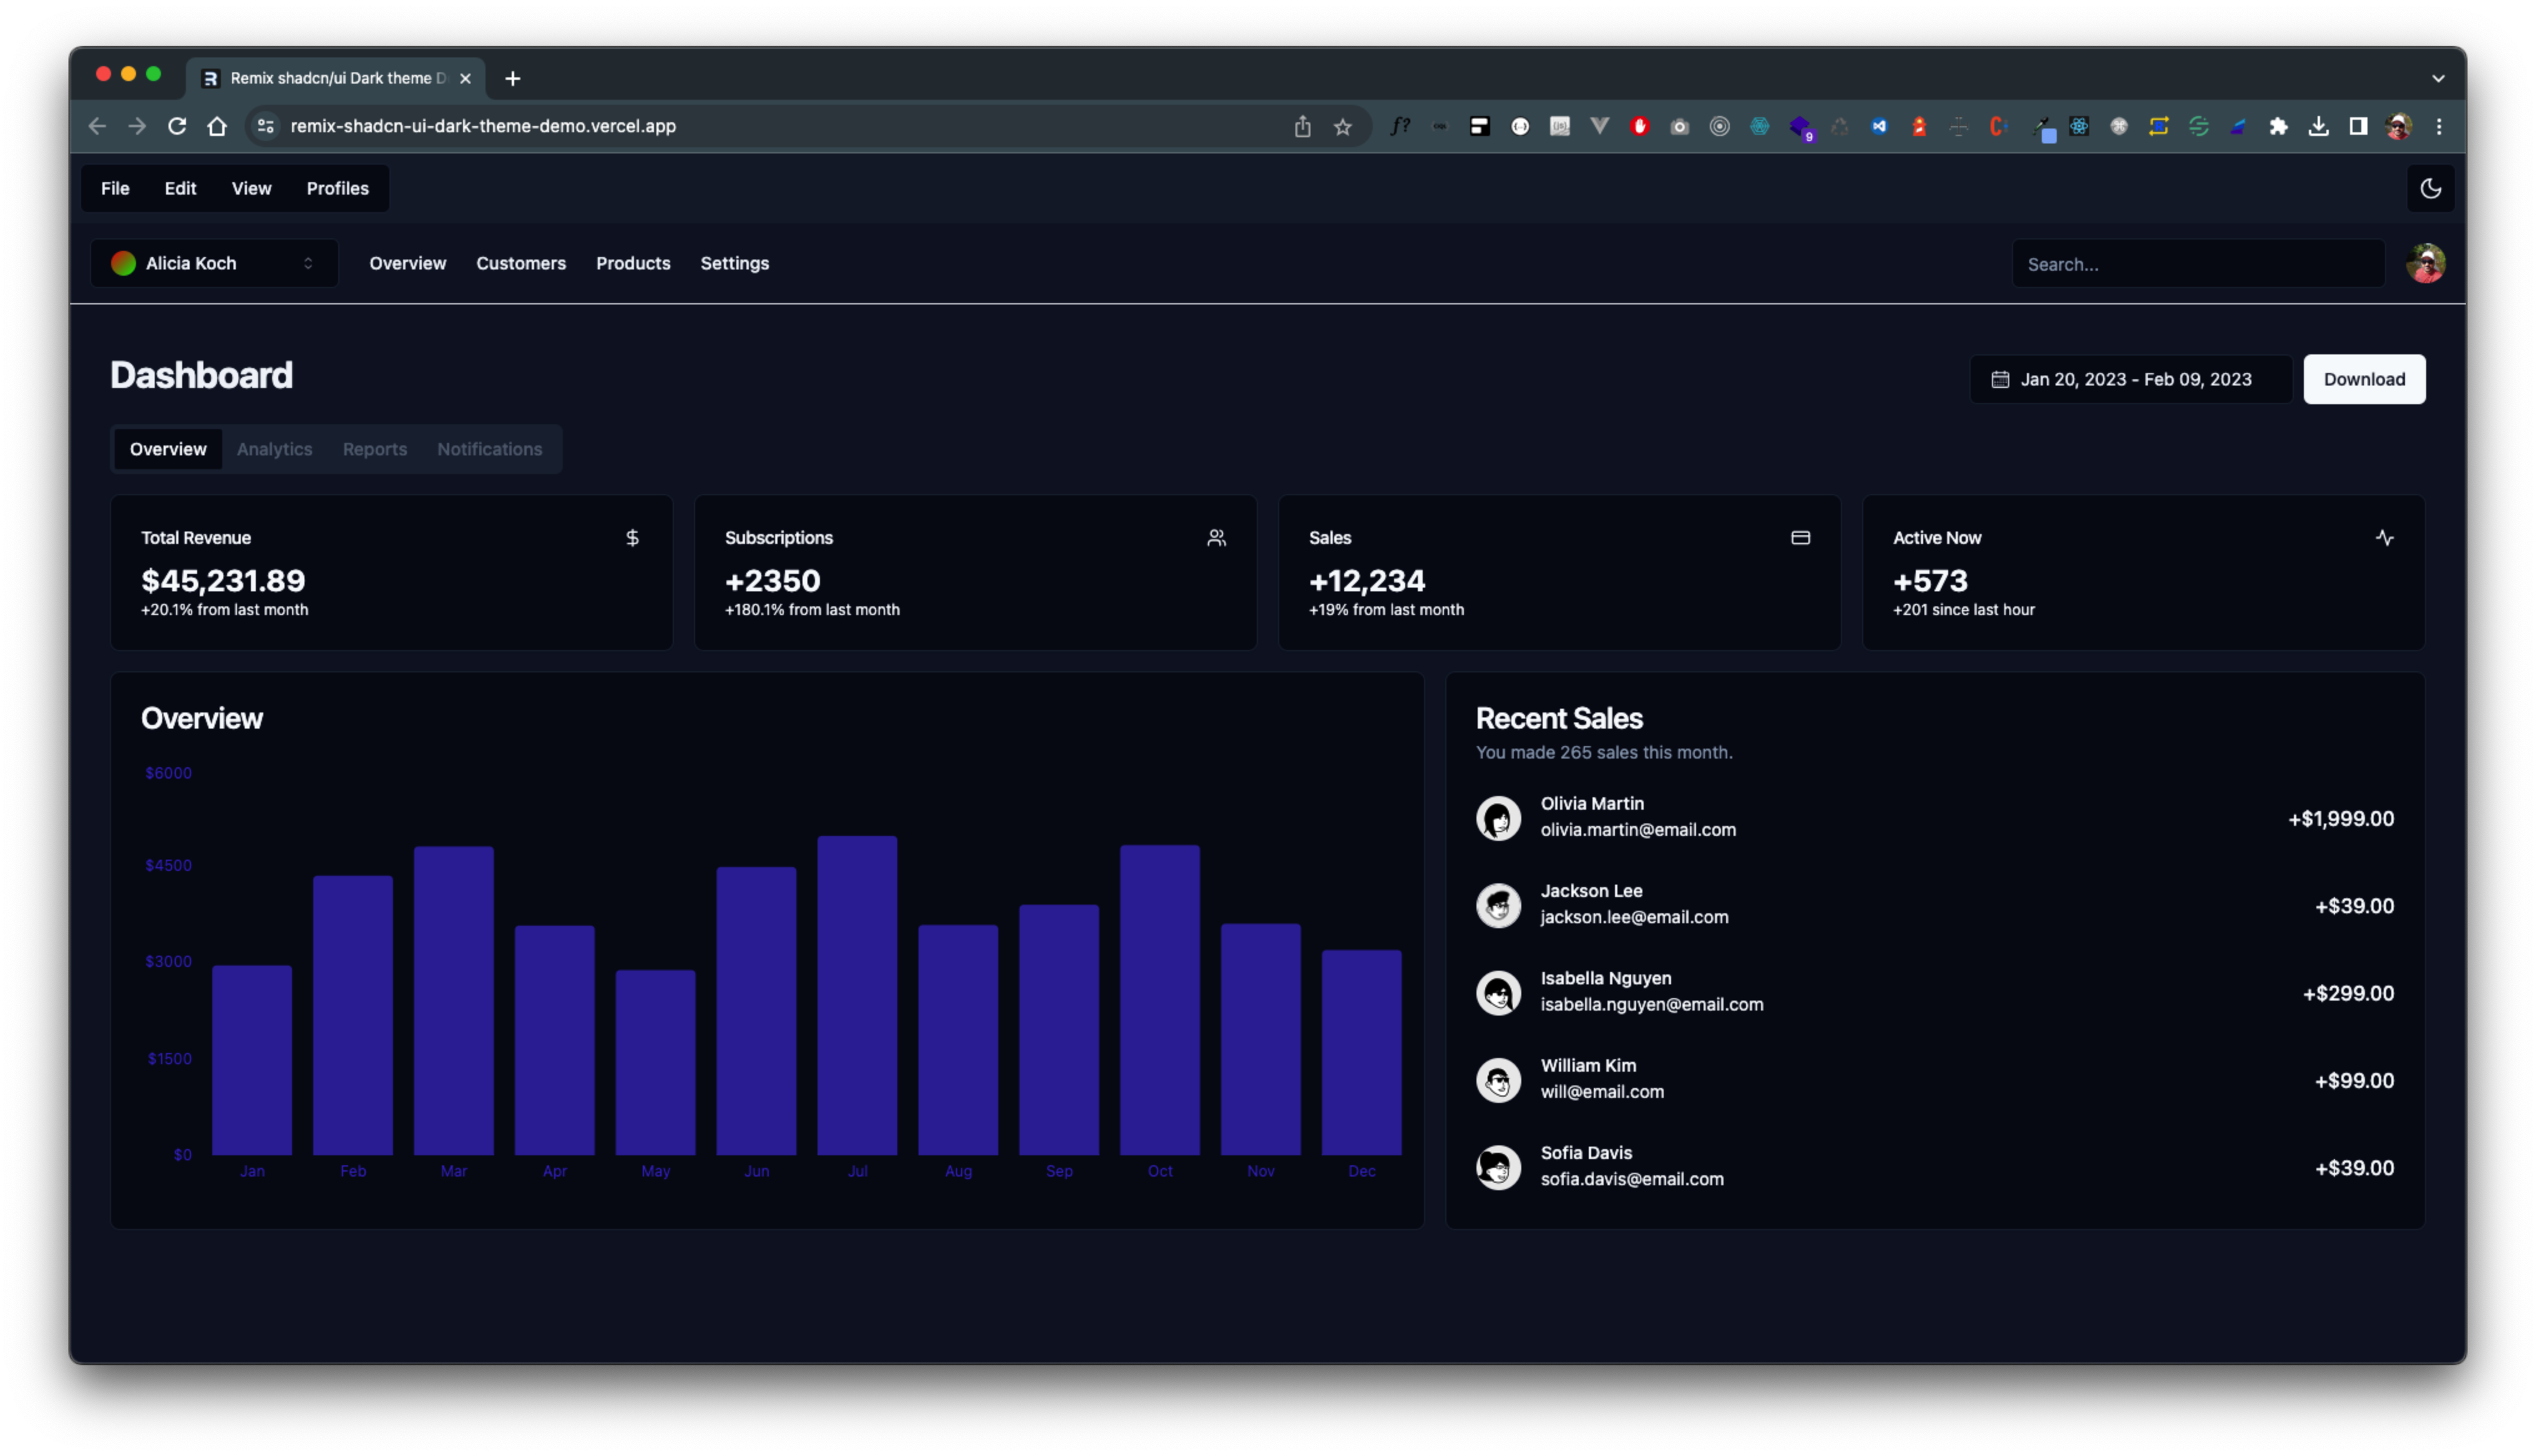 Remix shadcn/ui Dark theme D
remix-shadcn-ui-dark-theme-demo.vercel.app
9
File Edit View Profiles
Alicia Koch Overview Customers Products Settings Search...
Dashboard
Jan 20, 2023 - Feb 09, 2023 Download
Overview Analytics Reports Notifications
Total Revenue
$
$45,231.89
+20.1% from last month
Subscriptions
+2350
+180.1% from last month
Sales
+12,234
+19% from last month
Active Now
+573
+201 since last hour
Overview
$6000
$4500
$3000
$1500
$0
Jan Feb Mar Apr May Jun Jul Aug Sep Oct Nov Dec
Recent Sales
You made 265 sales this month.
Olivia Martin
olivia.martin@email.com
+$1,999.00
Jackson Lee
jackson.lee@email.com
+$39.00
Isabella Nguyen
isabella.nguyen@email.com
+$299.00
William Kim
will@email.com
+$99.00
Sofia Davis
sofia.davis@email.com
+$39.00